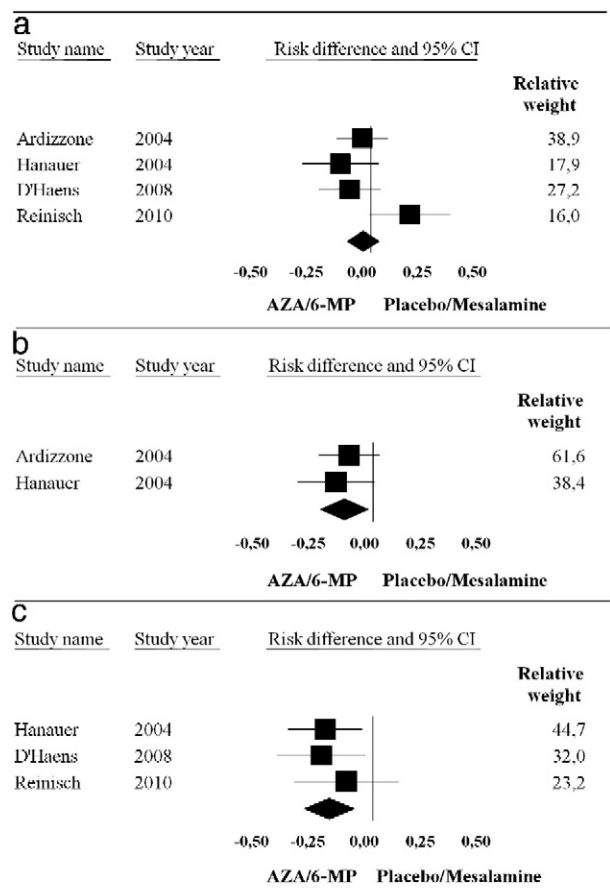 a
Study name Study year Risk difference and 95% CI
Relative
weight
Ardizzone 2004 38,9
Hanauer 2004 17,9
D'Haens 2008 27,2
Reinisch 2010 16,0
-0,50 -0,25 0,00 0,25 0,50
AZA/6-MP Placebo/Mesalamine
b
Study name Study year Risk difference and 95% CI
Relative
weight
Ardizzone 2004 61,6
Hanauer 2004 38,4
-0,50 -0,25 0,00 0,25 0,50
AZA/6-MP Placebo/Mesalamine
c
Study name Study year Risk difference and 95% CI
Relative
weight
Hanauer 2004 44,7
D'Haens 2008 32,0
Reinisch 2010 23,2
-0,50 -0,25 0,00 0,25 0,50
AZA/6-MP Placebo/Mesalamine